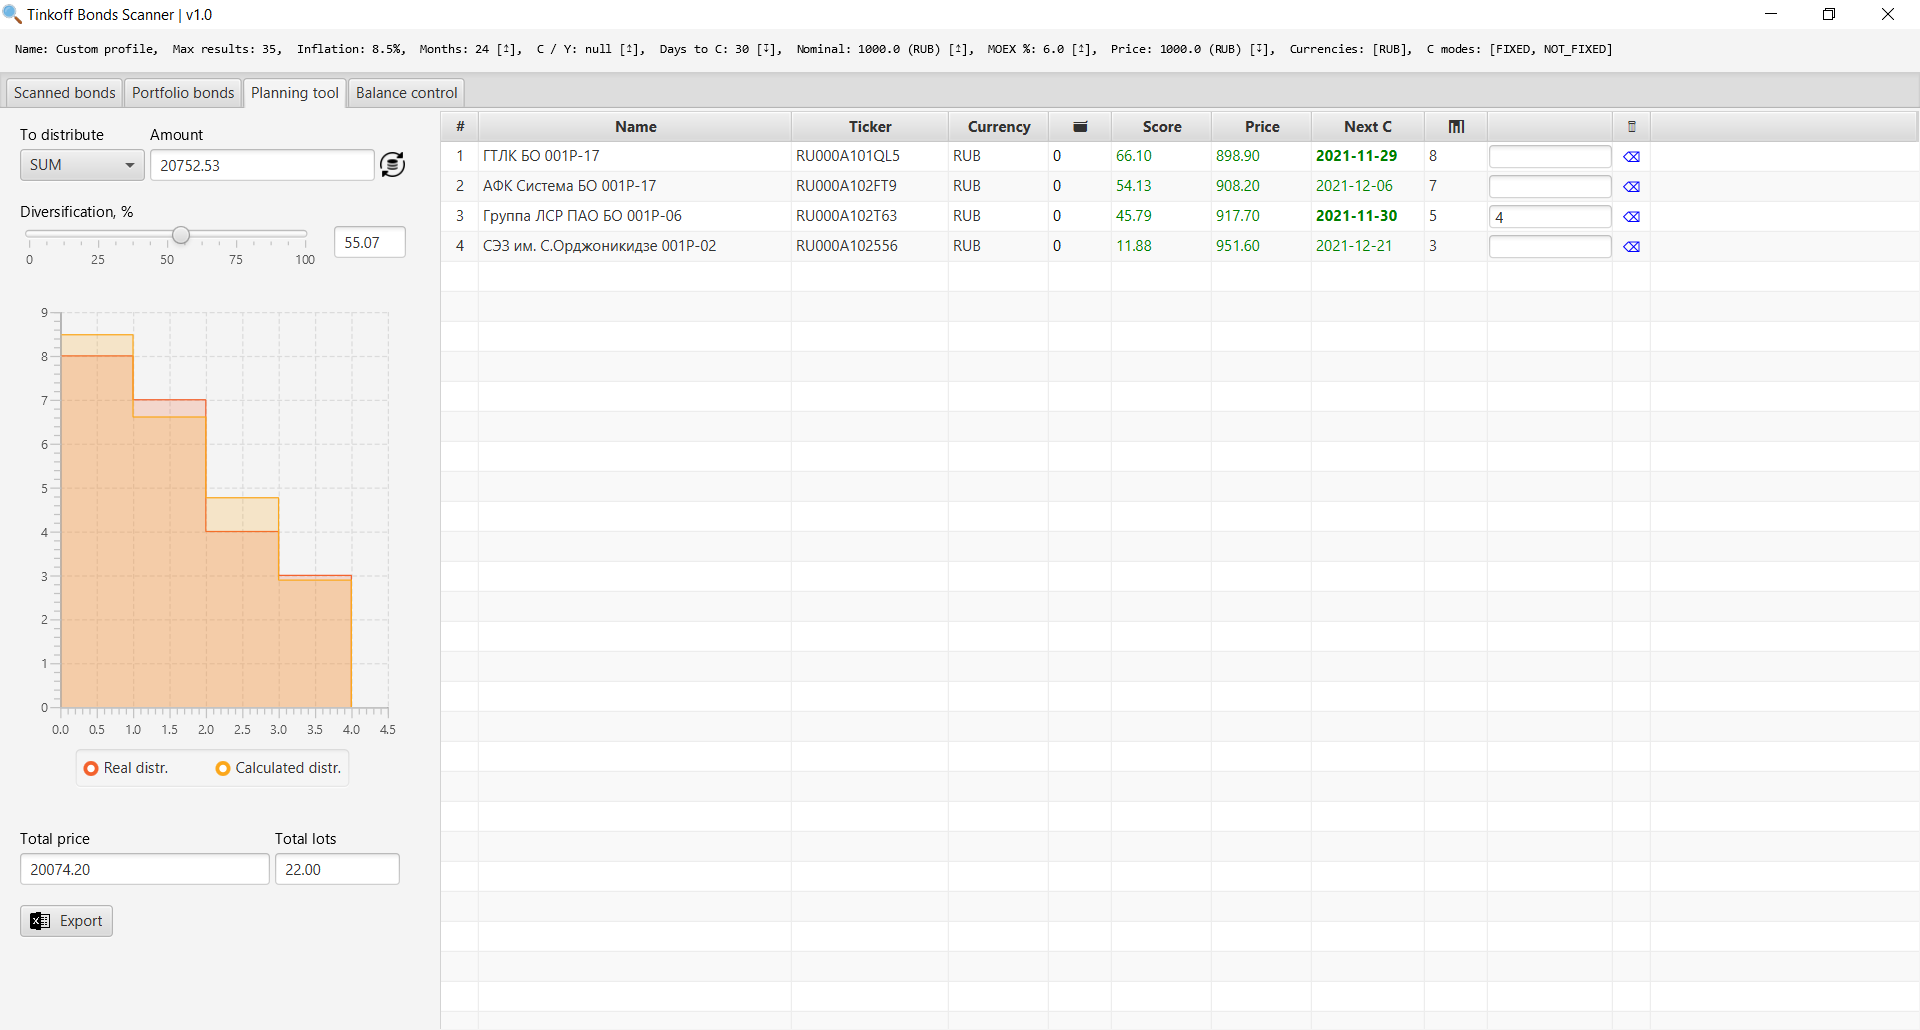 Tinkoff Bonds Scanner | v1.0
Name: Custom profile, Max results: 35, Inflation: 8.5%, Months: 24 [↥], C / Y: null [↥], Days to C: 30 [↧], Nominal: 1000.0 (RUB) [↥], MOEX %: 6.0 [↥], Price: 1000.0 (RUB) [↧], Currencies: [RUB], C modes: [FIXED, NOT_FIXED]
Scanned bonds Portfolio bonds Planning tool Balance control
To distribute Amount
SUM 20752.53
Diversification, %
55.07
0 25 50 75 100
9
8
7
6
5
4
3
2
1
0
0.0 0.5 1.0 1.5 2.0 2.5 3.0 3.5 4.0 4.5
Real distr. Calculated distr.
Total price Total lots
20074.20 22.00
Export
# Name Ticker Currency Score Price Next C
1 ГТЛК БО 001P-17 RU000A101QL5 RUB 0 66.10 898.90 2021-11-29 8
2 АФК Система БО 001P-17 RU000A102FT9 RUB 0 54.13 908.20 2021-12-06 7
3 Группа ЛСР ПАО БО 001P-06 RU000A102T63 RUB 0 45.79 917.70 2021-11-30 5 4
4 СЭЗ им. С.Орджоникидзе 001P-02 RU000A102556 RUB 0 11.88 951.60 2021-12-21 3